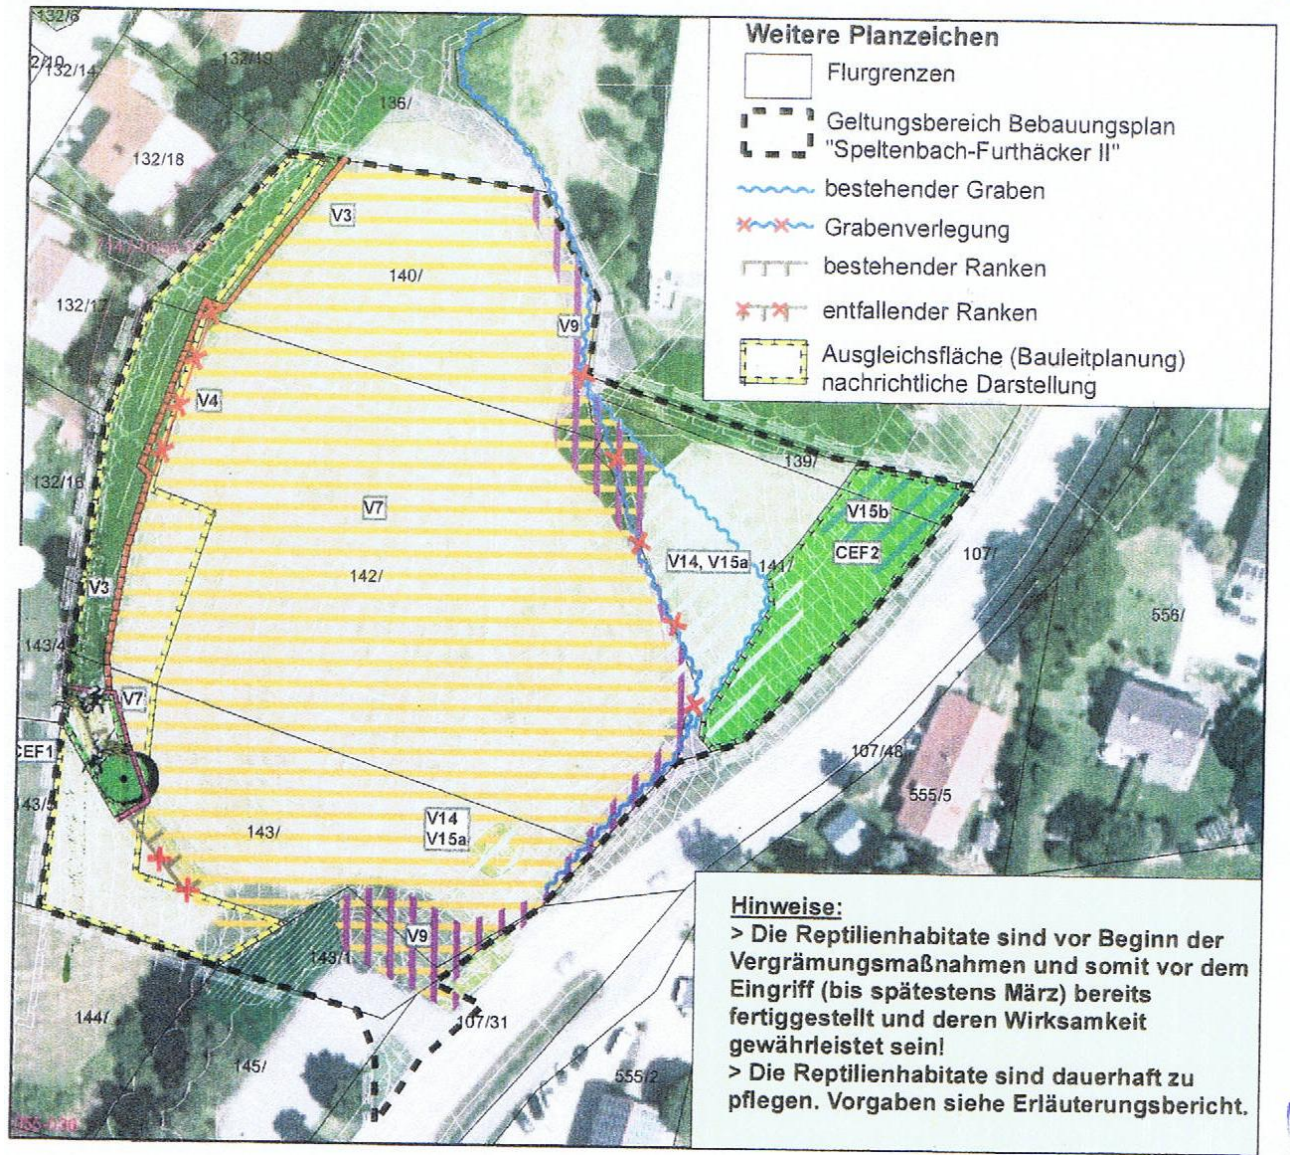 Weitere Planzeichen
Flurgrenzen
Geltungsbereich Bebauungsplan
"Speltenbach-Furthäcker II"
bestehender Graben
Grabenverlegung
bestehender Ranken
entfallender Ranken
Ausgleichsfläche (Bauleitplanung)
nachrichtliche Darstellung
132/6
132/14
132/19
136/
132/18
V3
140/
132/17
V9
V4
132/16
139/
V15b
V7
CEF2
107/
V14, V15a
141/
142/
V3
556/
143/4
V7
CEF1
107/48
555/5
143/5
V14
V15a
143/
V9
143/1
144/
107/31
145/
555/2
Hinweise:
> Die Reptilienhabitate sind vor Beginn der
Vergrämungsmaßnahmen und somit vor dem
Eingriff (bis spätestens März) bereits
fertiggestellt und deren Wirksamkeit
gewährleistet sein!
> Die Reptilienhabitate sind dauerhaft zu
pflegen. Vorgaben siehe Erläuterungsbericht.